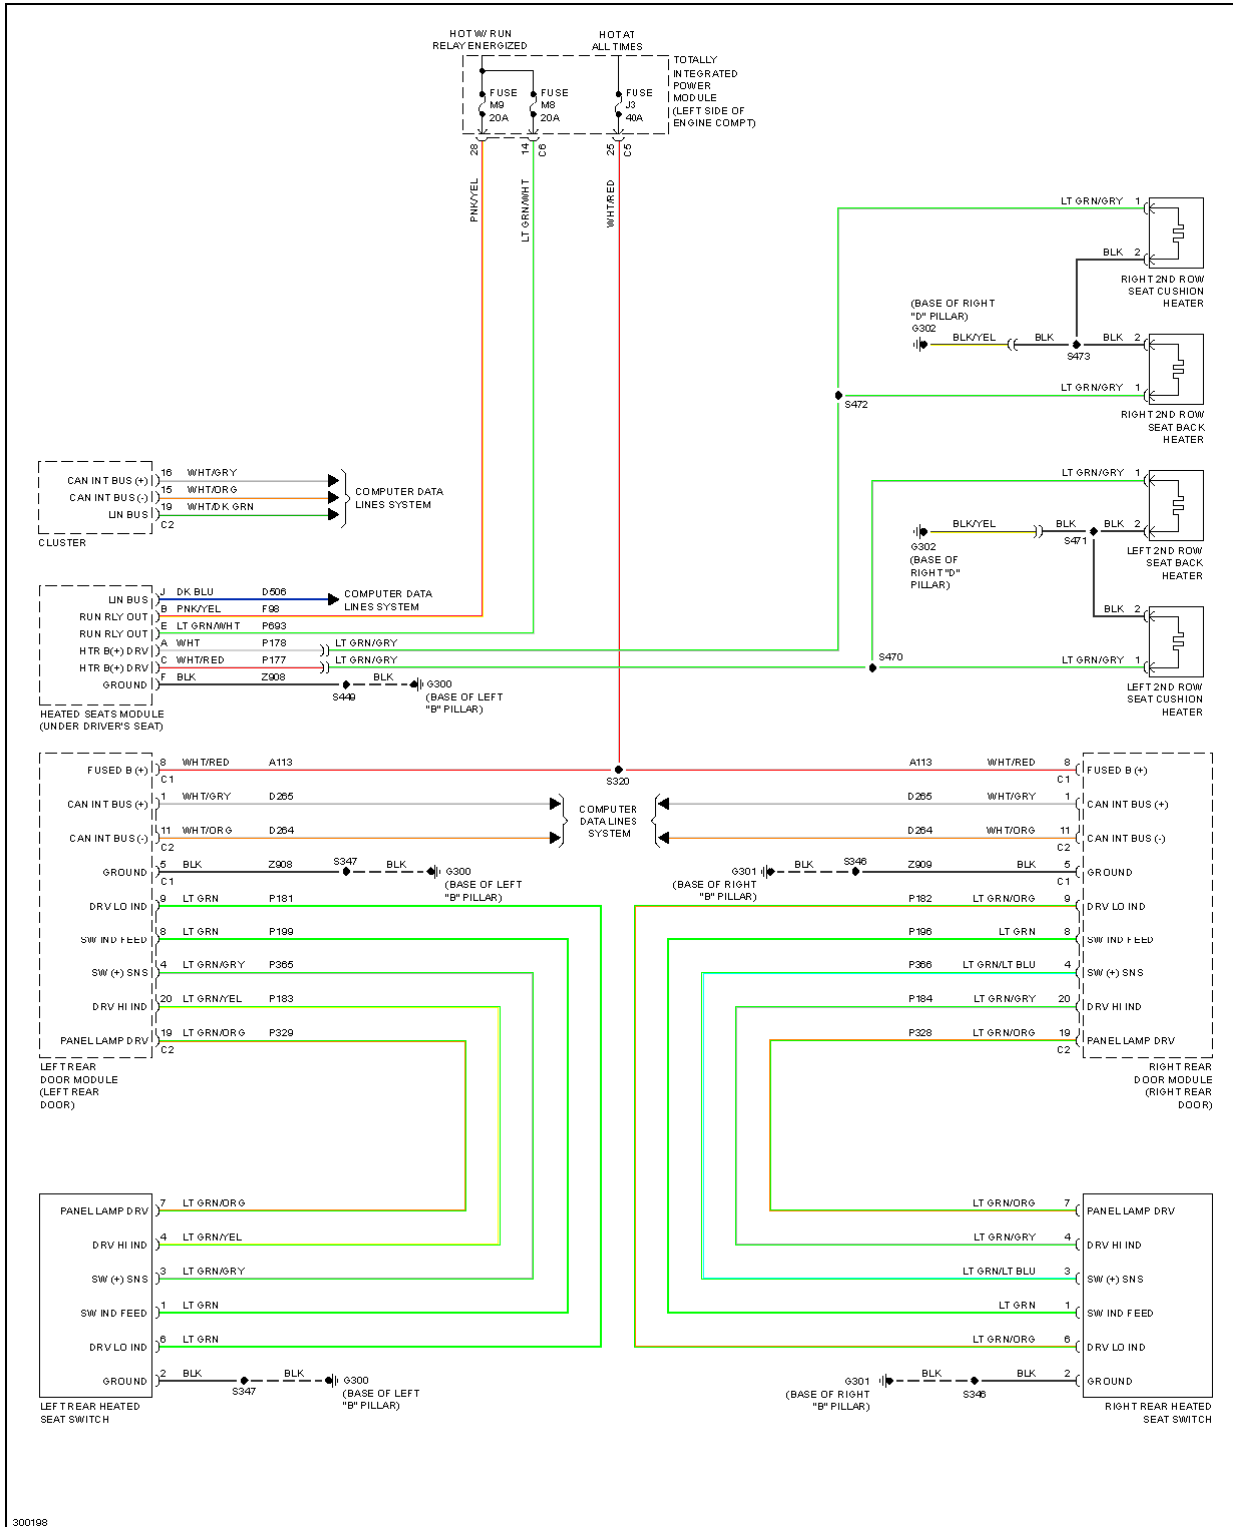 HOT W/ RUN
RELAY ENERGIZED
HOT AT
ALL TIMES
TOTALLY
INTEGRATED
POWER
MODULE
(LEFT SIDE OF
ENGINE COMPT)
FUSE
M9
20A
FUSE
M8
20A
FUSE
J3
40A
28
14
C6
25
C5
PNK/YEL
LT GRN/WHT
WHT/RED
LT GRN/GRY 1
BLK 2
RIGHT 2ND ROW
SEAT CUSHION
HEATER
(BASE OF RIGHT
"D" PILLAR)
G302
BLK/YEL
BLK
S473
BLK 2
LT GRN/GRY 1
S472
RIGHT 2ND ROW
SEAT BACK
HEATER
CAN INT BUS (+) 16 WHT/GRY
CAN INT BUS (-) 15 WHT/ORG
LIN BUS 19 WHT/DK GRN
C2
CLUSTER
COMPUTER DATA
LINES SYSTEM
LT GRN/GRY 1
BLK/YEL
BLK
S471
BLK 2
G302
(BASE OF
RIGHT "D"
PILLAR)
LEFT 2ND ROW
SEAT BACK
HEATER
BLK 2
S470
LT GRN/GRY 1
LEFT 2ND ROW
SEAT CUSHION
HEATER
LIN BUS J DK BLU D506
COMPUTER DATA
LINES SYSTEM
RUN RLY OUT B PNK/YEL F98
RUN RLY OUT E LT GRN/WHT P693
HTR B(+) DRV A WHT P178 LT GRN/GRY
HTR B(+) DRV C WHT/RED P177 LT GRN/GRY
GROUND F BLK Z908 S449 BLK G300
(BASE OF LEFT
"B" PILLAR)
HEATED SEATS MODULE
(UNDER DRIVER'S SEAT)
FUSED B (+) 8 WHT/RED A113
C1
S320
CAN INT BUS (+) 1 WHT/GRY D265
CAN INT BUS (-) 11 WHT/ORG D264
C2
COMPUTER
DATA LINES
SYSTEM
GROUND 5 BLK Z908 S347 BLK G300
C1
(BASE OF LEFT
"B" PILLAR)
DRV LO IND 9 LT GRN P181
SW IND FEED 8 LT GRN P199
SW (+) SNS 4 LT GRN/GRY P365
DRV HI IND 20 LT GRN/YEL P183
PANEL LAMP DRV 19 LT GRN/ORG P329
C2
LEFT REAR
DOOR MODULE
(LEFT REAR
DOOR)
A113 WHT/RED 8 FUSED B (+)
C1
D265 WHT/GRY 1 CAN INT BUS (+)
D264 WHT/ORG 11 CAN INT BUS (-)
C2
G301 BLK S346 Z909 BLK 5 GROUND
C1
(BASE OF RIGHT
"B" PILLAR)
P182 LT GRN/ORG 9 DRV LO IND
P196 LT GRN 8 SW IND FEED
P366 LT GRN/LT BLU 4 SW (+) SNS
P184 LT GRN/GRY 20 DRV HI IND
P328 LT GRN/ORG 19 PANEL LAMP DRV
C2
RIGHT REAR
DOOR MODULE
(RIGHT REAR
DOOR)
PANEL LAMP DRV 7 LT GRN/ORG
DRV HI IND 4 LT GRN/YEL
SW (+) SNS 3 LT GRN/GRY
SW IND FEED 1 LT GRN
DRV LO IND 6 LT GRN
GROUND 2 BLK S347 BLK G300
(BASE OF LEFT
"B" PILLAR)
LEFT REAR HEATED
SEAT SWITCH
LT GRN/ORG 7 PANEL LAMP DRV
LT GRN/GRY 4 DRV HI IND
LT GRN/LT BLU 3 SW (+) SNS
LT GRN 1 SW IND FEED
LT GRN/ORG 6 DRV LO IND
G301 BLK S346 BLK 2 GROUND
(BASE OF RIGHT
"B" PILLAR)
RIGHT REAR HEATED
SEAT SWITCH
300198